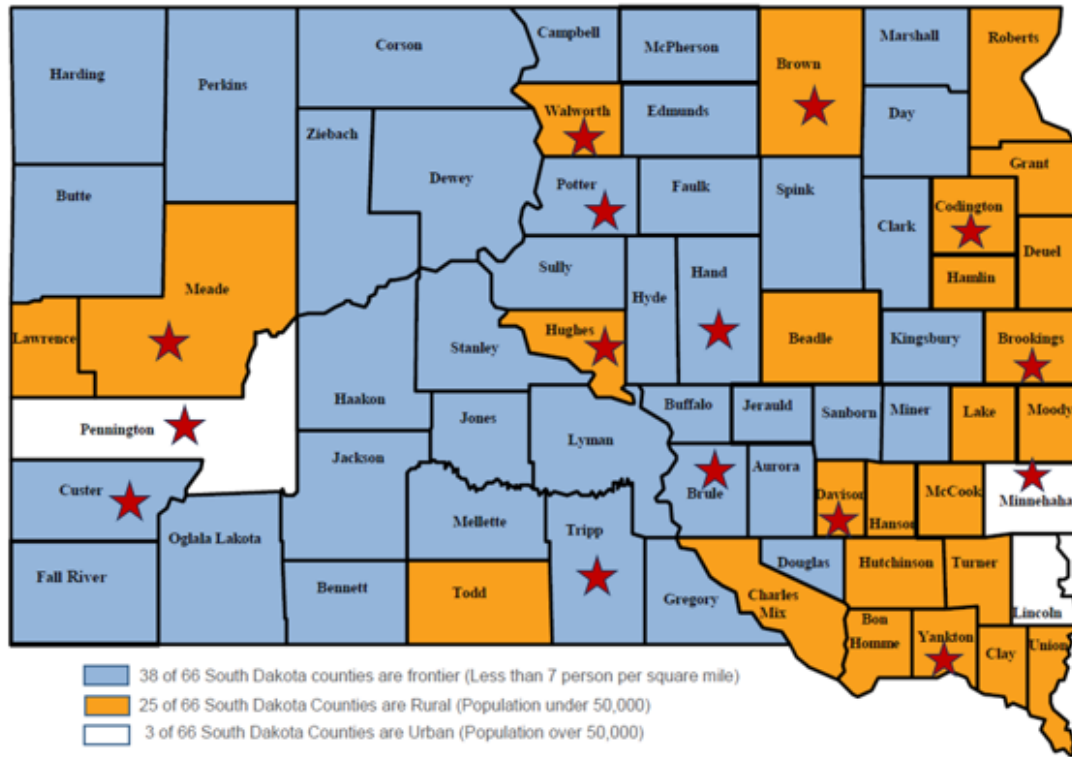 Harding
Perkins
Corson
Campbell
McPherson
Brown
Marshall
Roberts
Walworth
Edmunds
Day
Ziebach
Dewey
Grant
Butte
Potter
Faulk
Spink
Codington
Clark
Deuel
Sully
Hand
Hamlin
Meade
Hyde
Lawrence
Hughes
Beadle
Kingsbury
Brookings
Stanley
Haakon
Buffalo
Jerauld
Sanborn
Miner
Lake
Moody
Pennington
Jones
Lyman
Jackson
Aurora
Custer
Brule
Davison
McCook
Minnehaha
Hanson
Mellette
Tripp
Oglala Lakota
Douglas
Hutchinson
Turner
Fall River
Bennett
Todd
Gregory
Charles
Mix
Lincoln
Bon
Homme
Yankton
Clay
Union
38 of 66 South Dakota counties are frontier (Less than 7 person per square mile)
25 of 66 South Dakota Counties are Rural (Population under 50,000)
3 of 66 South Dakota Counties are Urban (Population over 50,000)